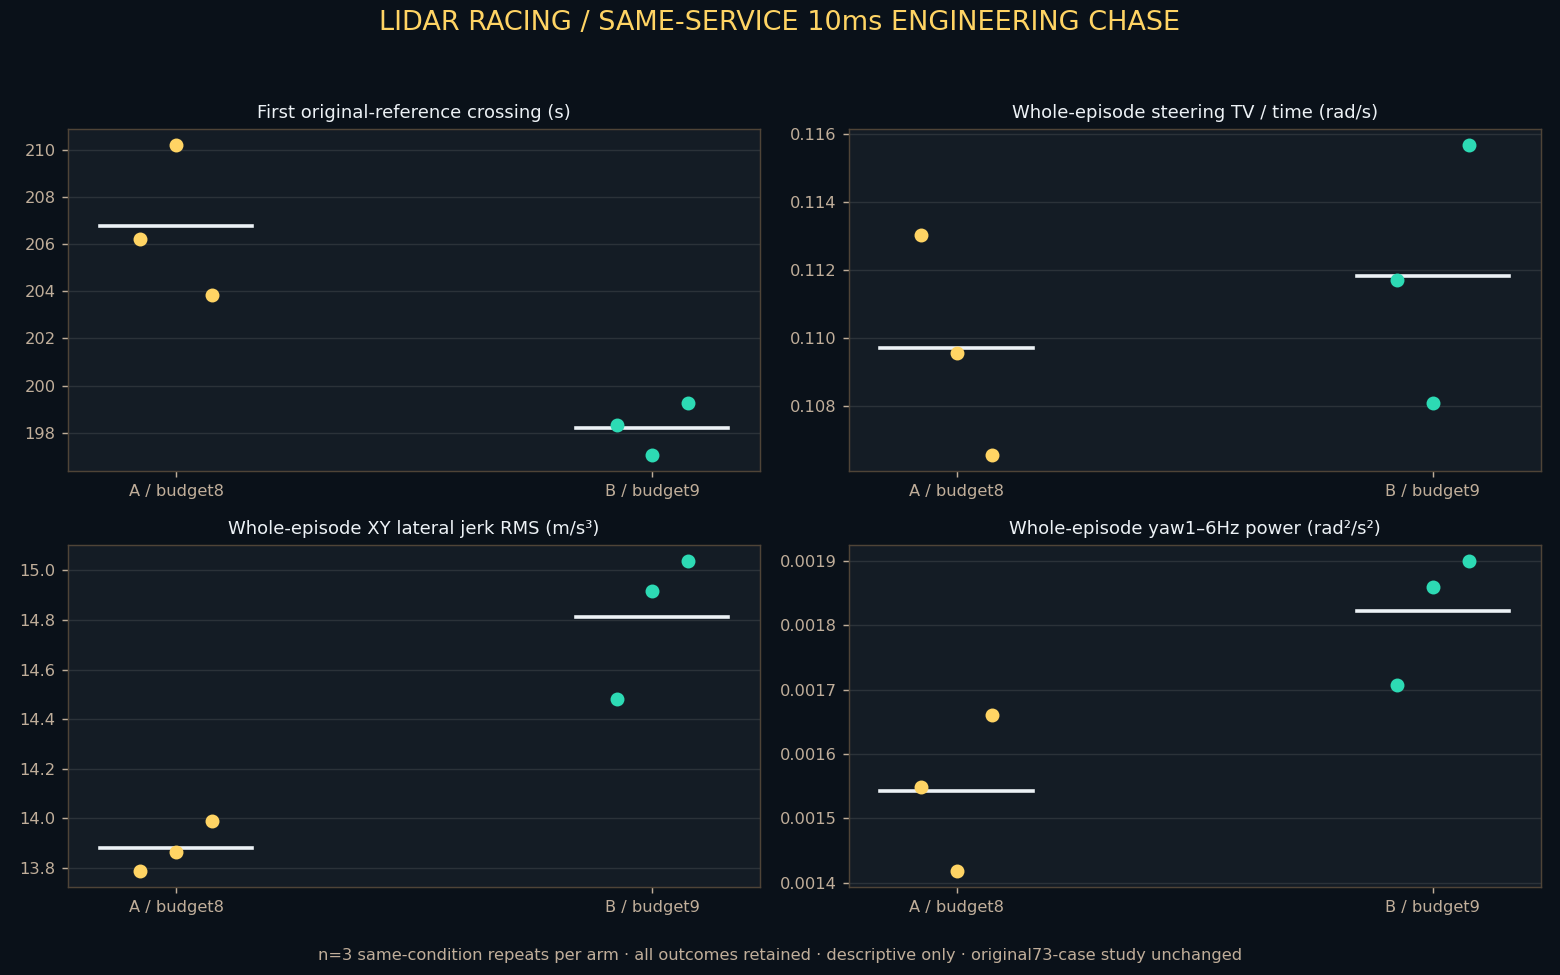 LIDAR RACING / SAME-SERVICE 10ms ENGINEERING CHASE
First original-reference crossing (s)
210
208
206
204
202
200
198
A / budget8
B / budget9
Whole-episode steering TV / time (rad/s)
0.116
0.114
0.112
0.110
0.108
A / budget8
B / budget9
Whole-episode XY lateral jerk RMS (m/s³)
15.0
14.8
14.6
14.4
14.2
14.0
13.8
A / budget8
B / budget9
Whole-episode yaw1–6Hz power (rad²/s²)
0.0019
0.0018
0.0017
0.0016
0.0015
0.0014
A / budget8
B / budget9
n=3 same-condition repeats per arm · all outcomes retained · descriptive only · original73-case study unchanged